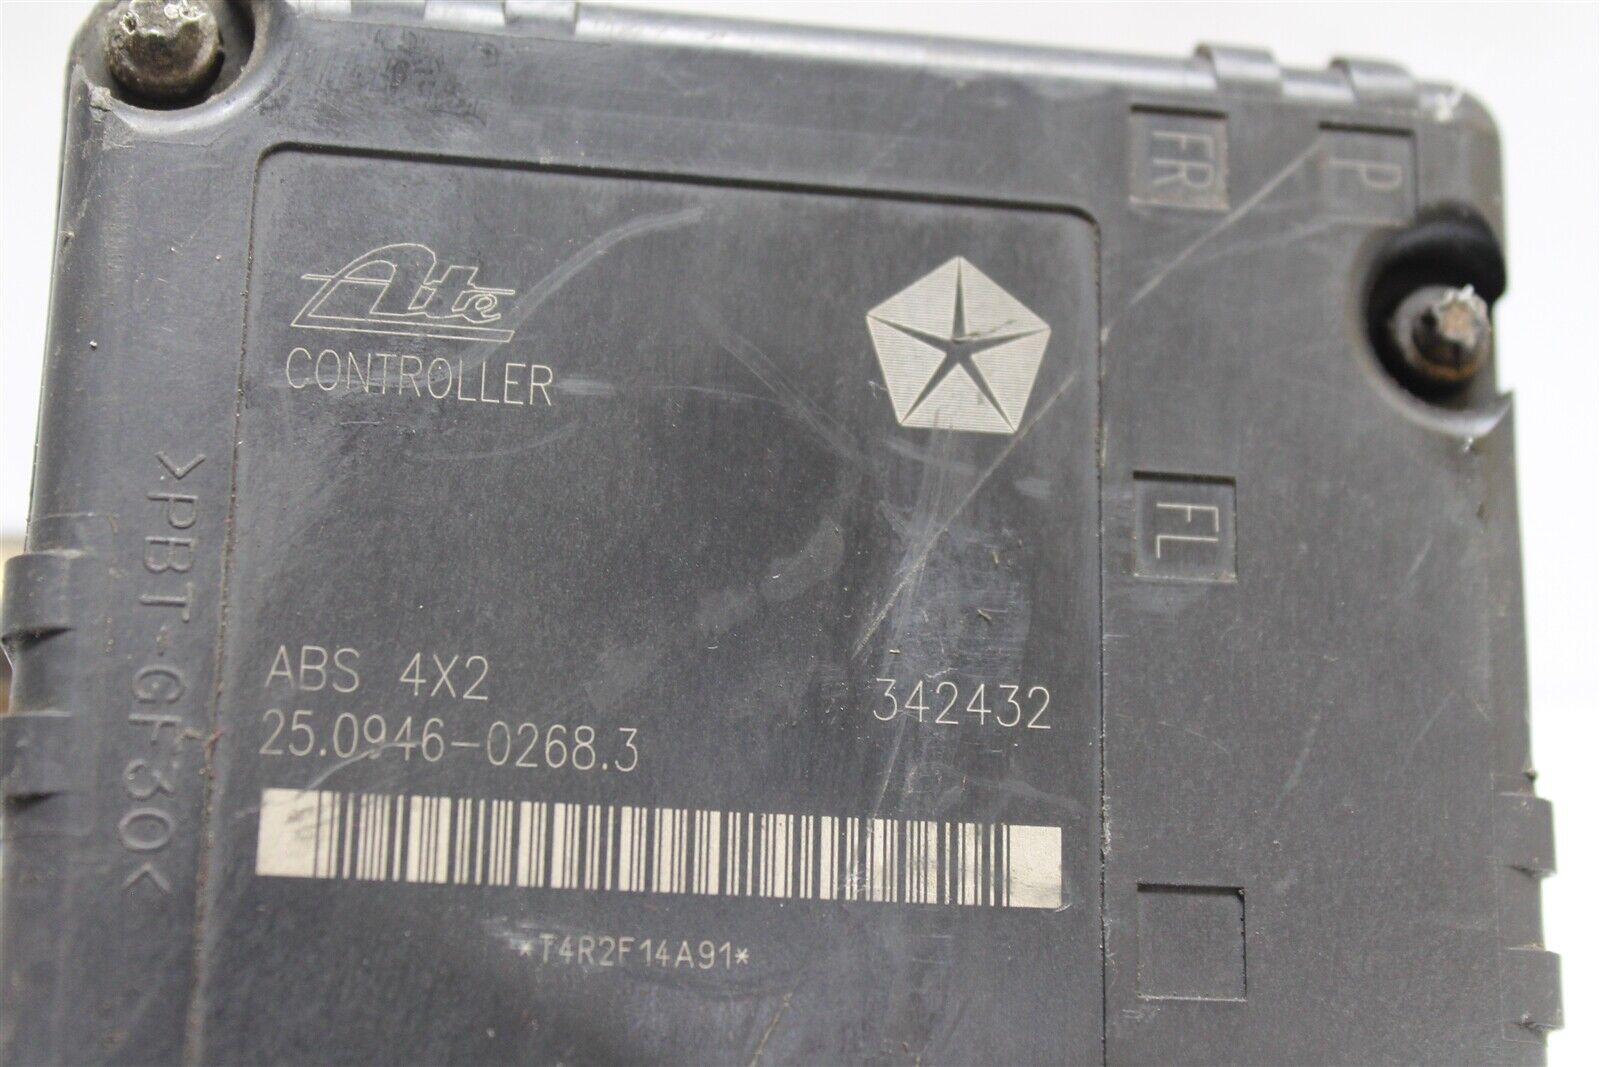 Ate
CONTROLLER
ABS 4X2
25.0946-0268.3
342432
*T4R2F14A91*
>PBT-GF30<
FR
P
FL